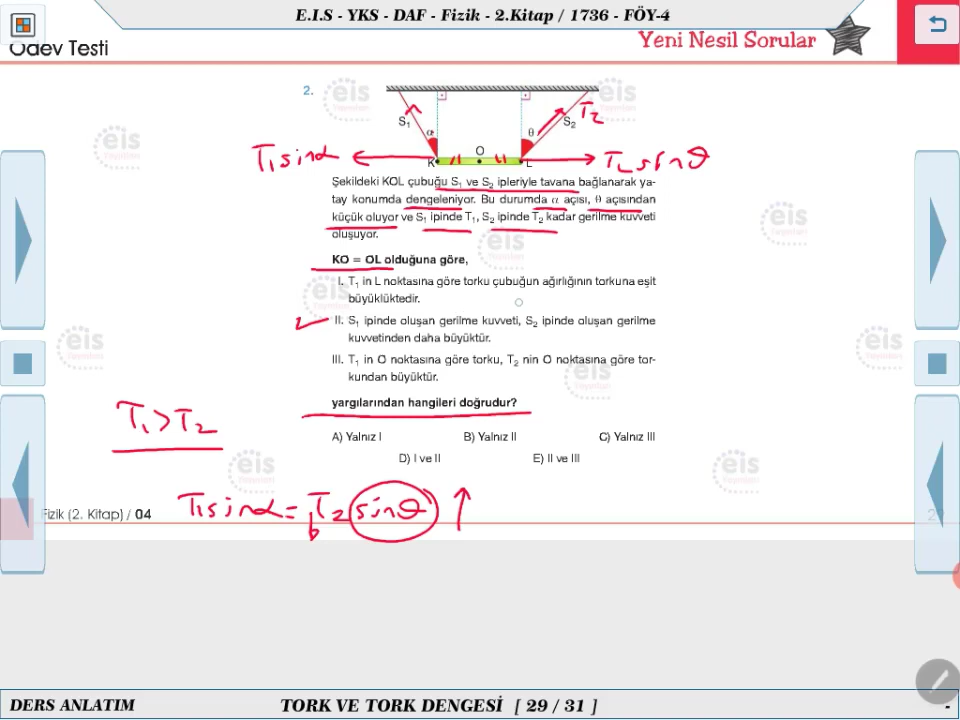 E.I.S - YKS - DAF - Fizik - 2.Kitap / 1736 - FÖY-4
Ödev Testi
Yeni Nesil Sorular
2.
eis
Yayınları
S₁
α
θ
S₂
T₂
T₁sinα
K
O
L
T₂sinθ
Şekildeki KOL çubuğu S₁ ve S₂ ipleriyle tavana bağlanarak ya-
tay konumda dengeleniyor. Bu durumda α açısı, θ açısından
küçük oluyor ve S₁ ipinde T₁, S₂ ipinde T₂ kadar gerilme kuvveti
oluşuyor.
KO = OL olduğuna göre,
I. T₁ in L noktasına göre torku çubuğun ağırlığının torkuna eşit
büyüklüktedir.
II. S₁ ipinde oluşan gerilme kuvveti, S₂ ipinde oluşan gerilme
kuvvetinden daha büyüktür.
III. T₁ in O noktasına göre torku, T₂ nin O noktasına göre tor-
kundan büyüktür.
yargılarından hangileri doğrudur?
T₁>T₂
A) Yalnız I B) Yalnız II C) Yalnız III
D) I ve II E) II ve III
T₁sinα = T₂sinθ
Fizik (2. Kitap) / 04
DERS ANLATIM
TORK VE TORK DENGESİ [ 29 / 31 ]